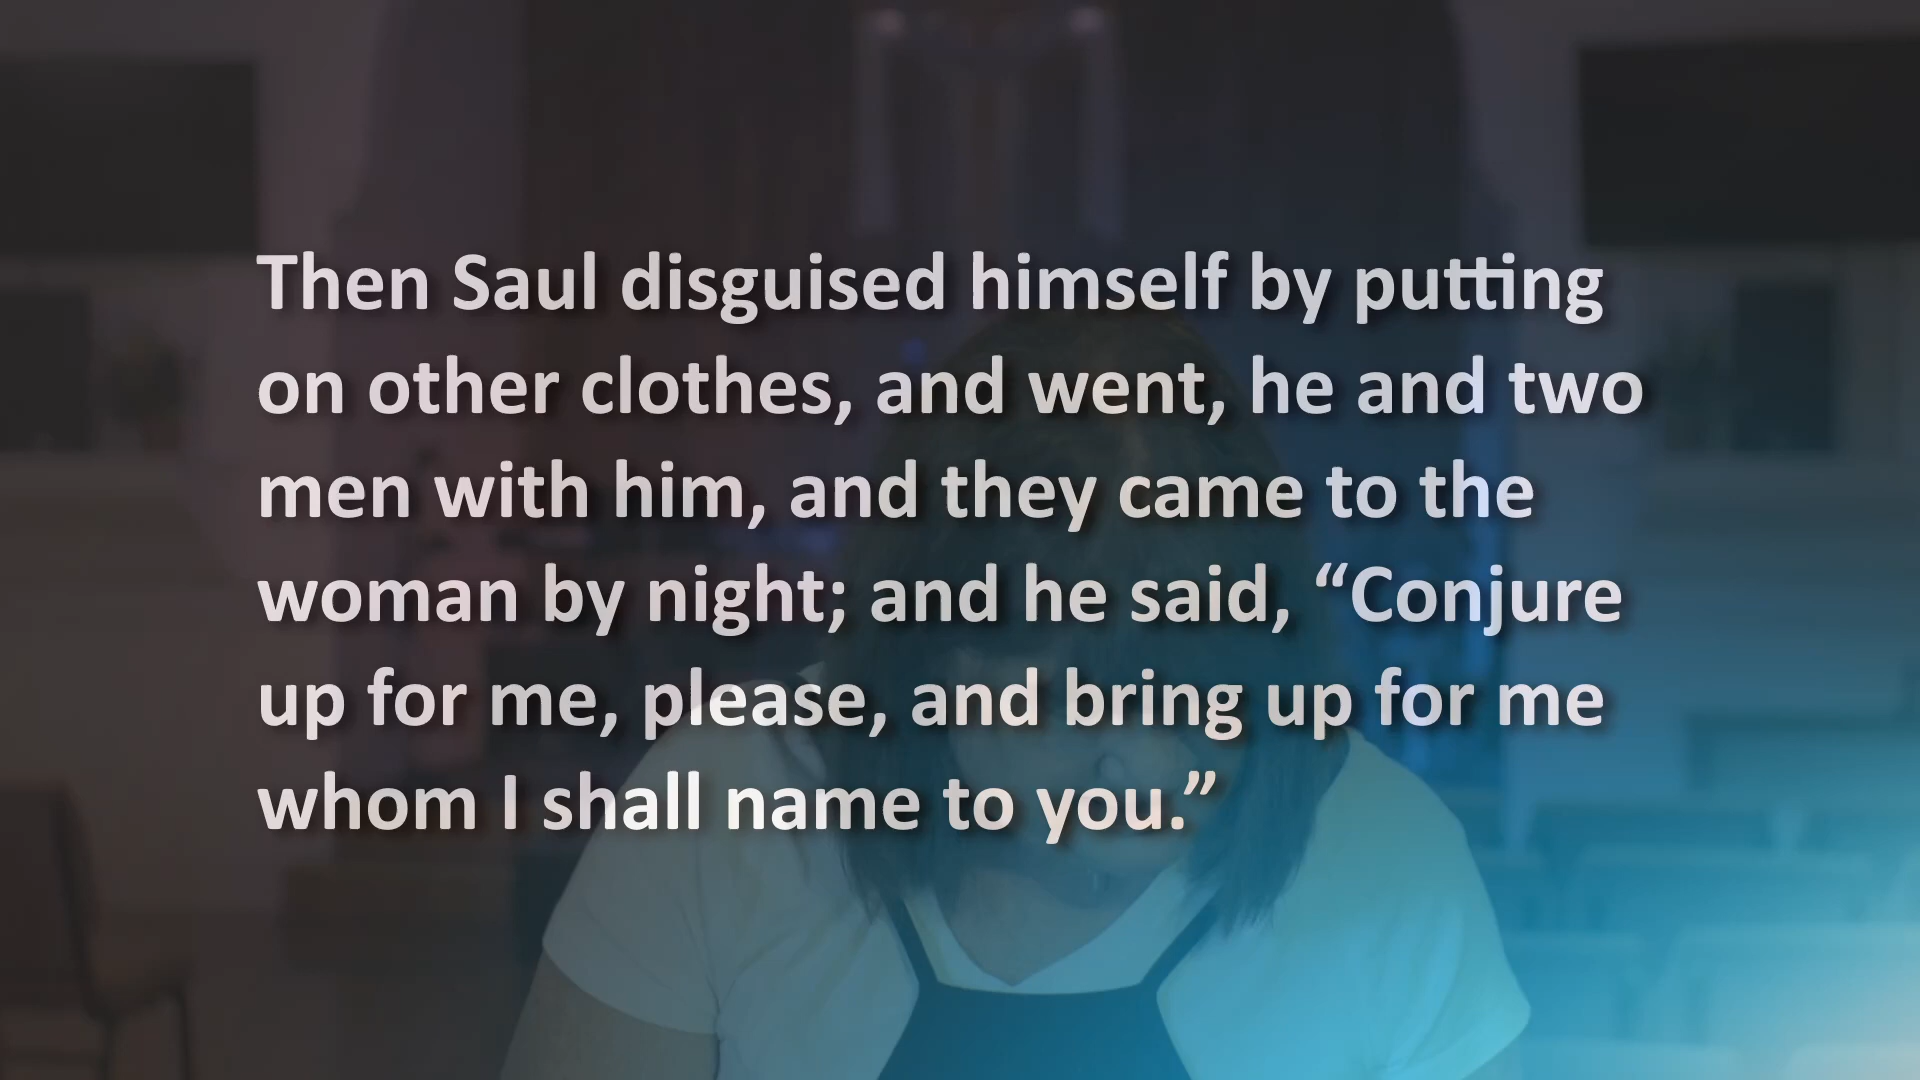 Then Saul disguised himself by putting
on other clothes, and went, he and two
men with him, and they came to the
woman by night; and he said, “Conjure
up for me, please, and bring up for me
whom I shall name to you.”